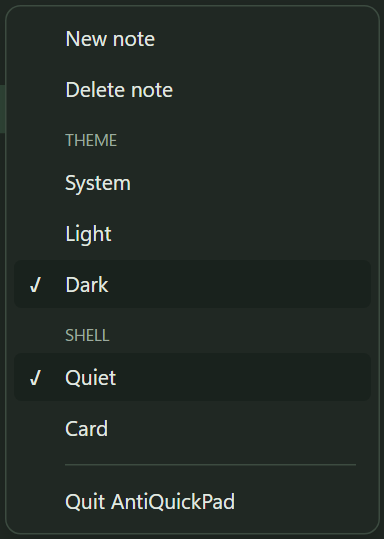 New note
Delete note
THEME
System
Light
✓ Dark
SHELL
✓ Quiet
Card
Quit AntiQuickPad